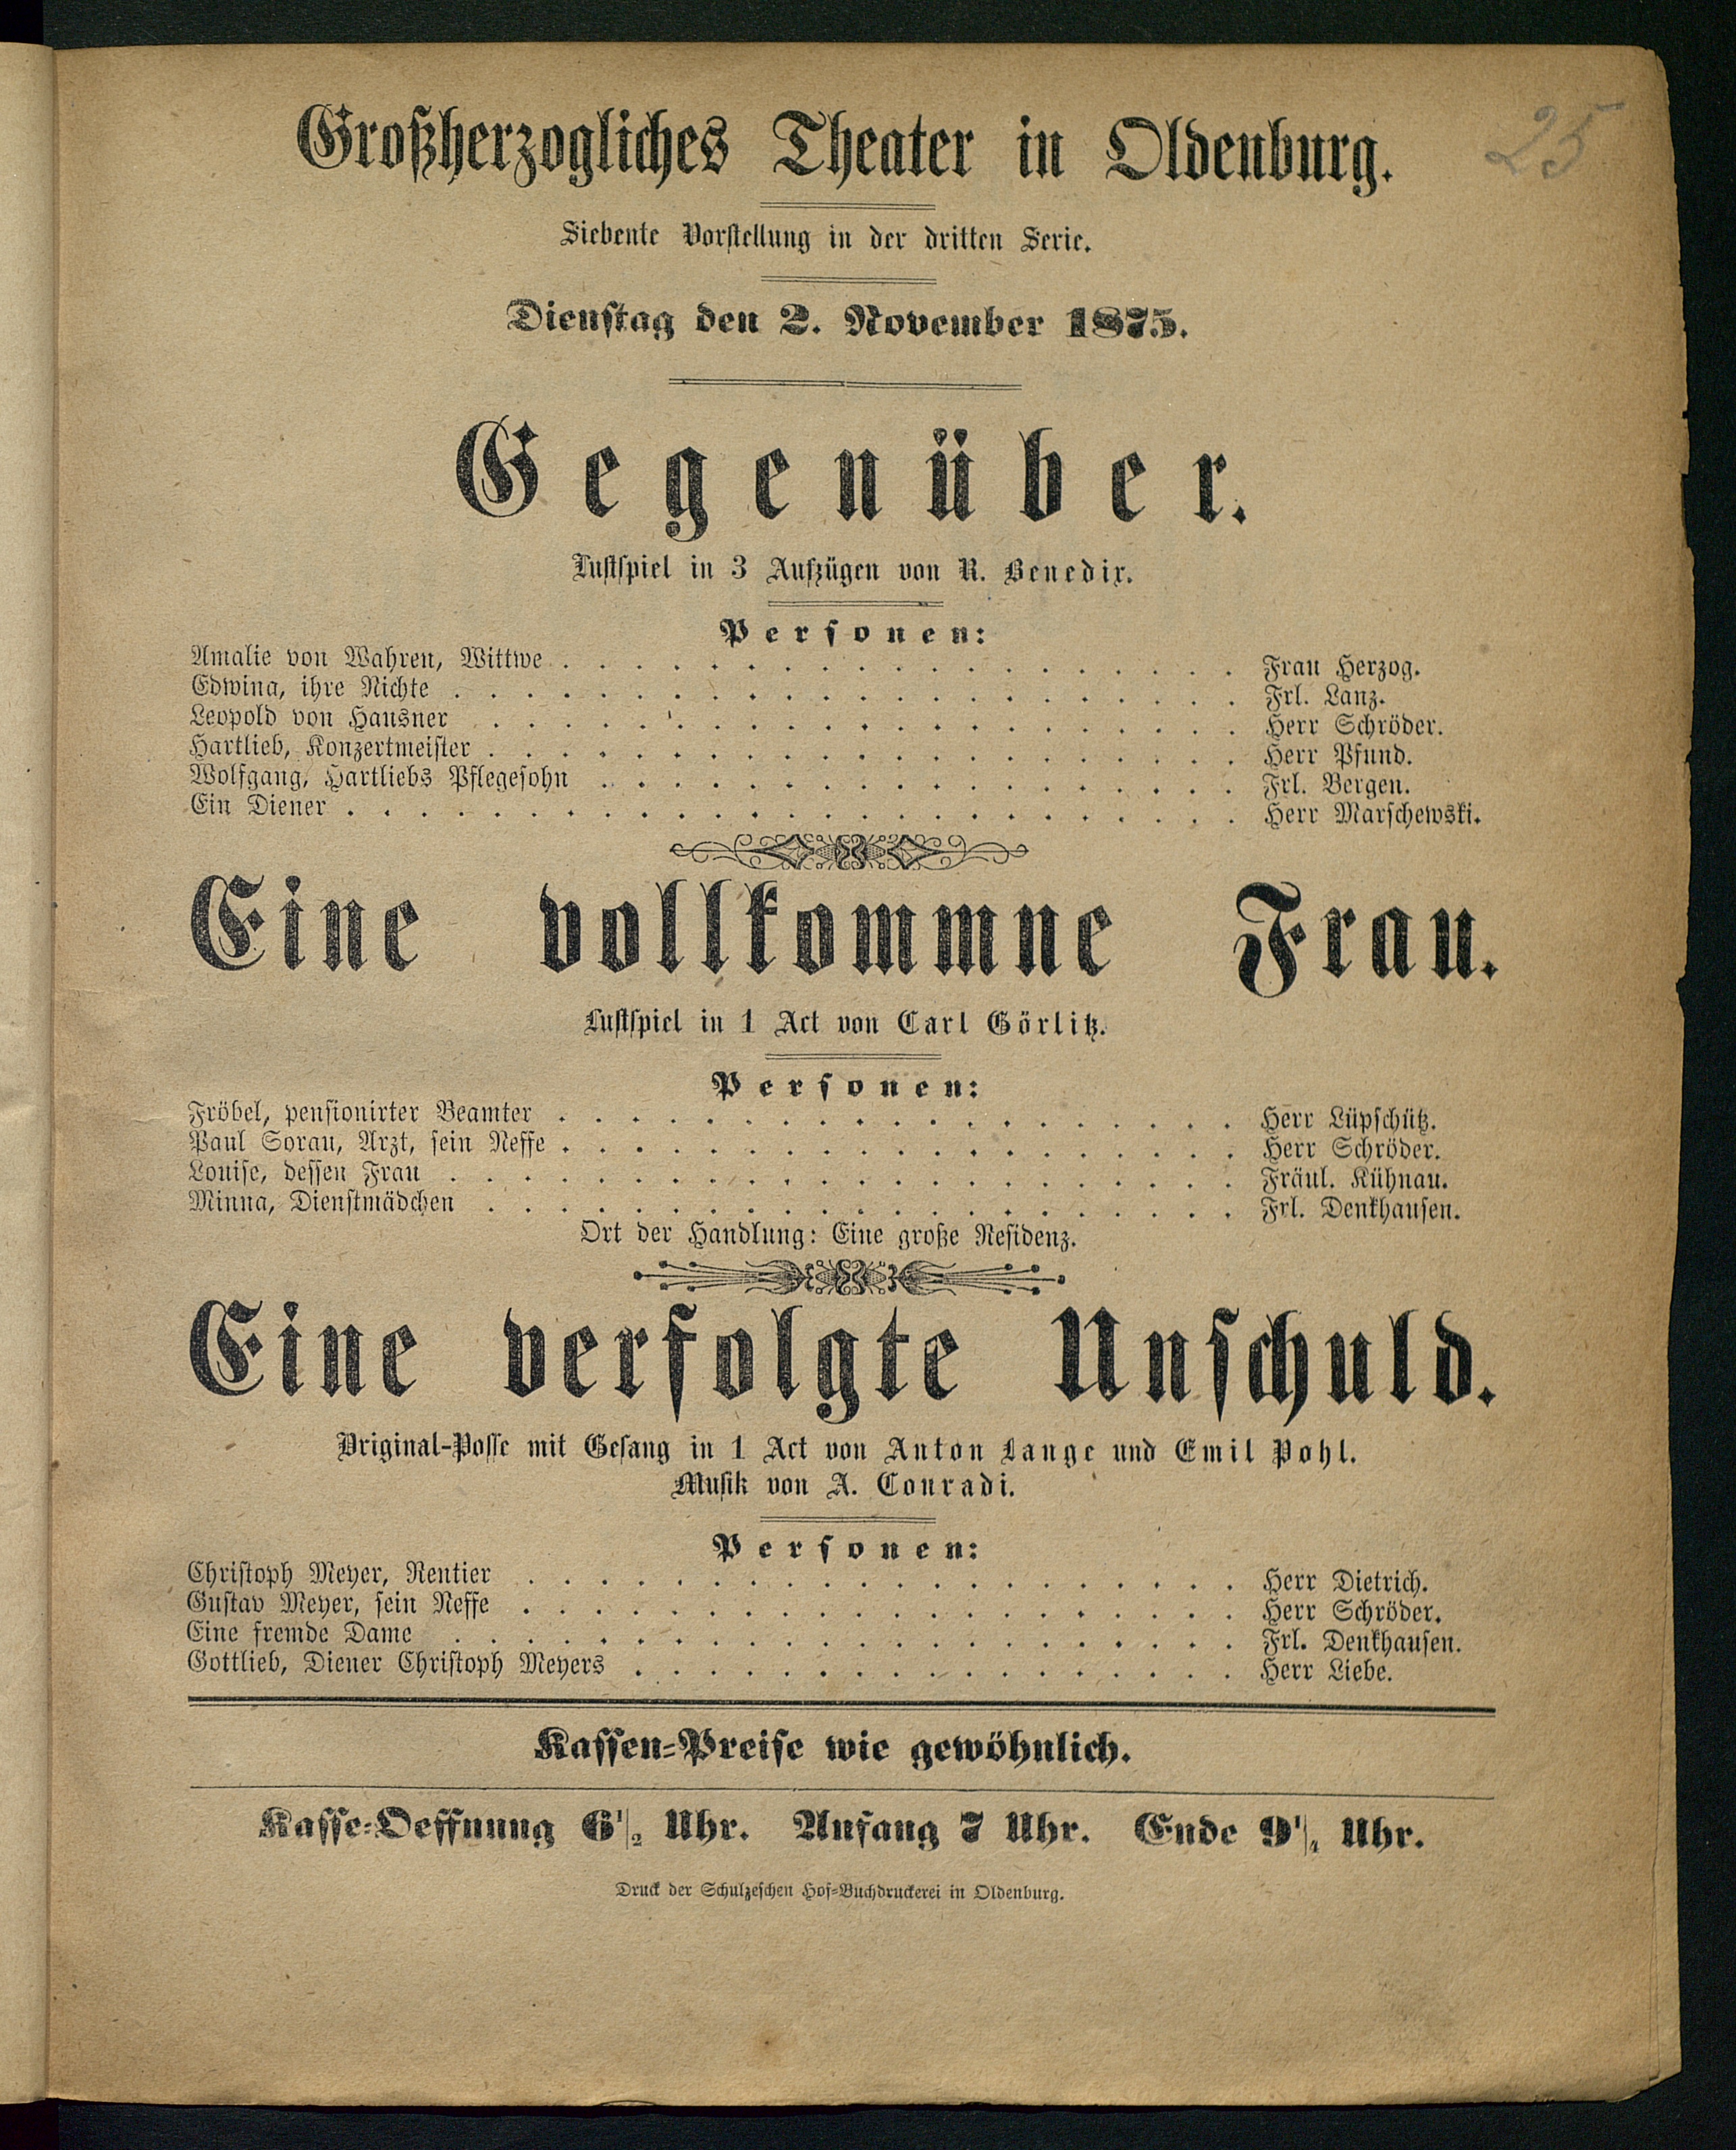 25
Großherzogliches Theater in Oldenburg.
Siebente Vorstellung in der dritten Serie.
Dienstag den 2. November 1875.
Gegenüber.
Lustspiel in 3 Aufzügen von R. Benedix.
Personen:
Amalie von Wahren, Wittwe . . . . . . . . . . . . . . . . . . . Frau Herzog.
Edwina, ihre Nichte . . . . . . . . . . . . . . . . . . . . . . Frl. Lanz.
Leopold von Hausner . . . . . . . . . . . . . . . . . . . . . Herr Schröder.
Hartlieb, Konzertmeister . . . . . . . . . . . . . . . . . . . . . Herr Pfund.
Wolfgang, Hartliebs Pflegesohn . . . . . . . . . . . . . . . . . . Frl. Bergen.
Ein Diener . . . . . . . . . . . . . . . . . . . . . . . . . Herr Marschewski.
Eine vollkommne Frau.
Lustspiel in 1 Act von Carl Görlitz.
Personen:
Fröbel, pensionirter Beamter . . . . . . . . . . . . . . . . . . . Herr Lüpschütz.
Paul Sorau, Arzt, sein Neffe . . . . . . . . . . . . . . . . . . . Herr Schröder.
Louise, dessen Frau . . . . . . . . . . . . . . . . . . . . . . Fräul. Kühnau.
Minna, Dienstmädchen . . . . . . . . . . . . . . . . . . . . . Frl. Denkhausen.
Ort der Handlung: Eine große Residenz.
Eine verfolgte Unschuld.
Original-Posse mit Gesang in 1 Act von Anton Lange und Emil Pohl.
Musik von A. Conradi.
Personen:
Christoph Meyer, Rentier . . . . . . . . . . . . . . . . . . . . Herr Dietrich.
Gustav Meyer, sein Neffe . . . . . . . . . . . . . . . . . . . . Herr Schröder.
Eine fremde Dame . . . . . . . . . . . . . . . . . . . . . . Frl. Denkhausen.
Gottlieb, Diener Christoph Meyers . . . . . . . . . . . . . . . . . Herr Liebe.
Kassen-Preise wie gewöhnlich.
Kasse-Oeffnung 6 1/2 Uhr. Anfang 7 Uhr. Ende 9 1/4 Uhr.
Druck der Schulzeschen Hof-Buchdruckerei in Oldenburg.